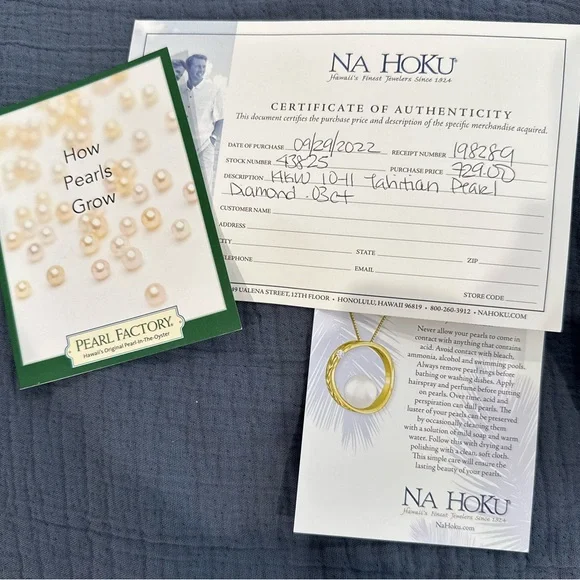 How
Pearls
Grow
PEARL FACTORY
Hawaii's Original Pearl-In-The-Oyster
NA HOKU
Hawaii's Finest Jewelers Since 1924
CERTIFICATE OF AUTHENTICITY
This document certifies the purchase price and description of the specific merchandise acquired.
DATE OF PURCHASE 09/29/2022 RECEIPT NUMBER 198289
STOCK NUMBER 43825 PURCHASE PRICE 729.00
DESCRIPTION 14KW 10-11 Tahitian Pearl
Diamond .03ct
CUSTOMER NAME
ADDRESS
CITY STATE ZIP
TELEPHONE EMAIL
STORE CODE
UALENA STREET, 12TH FLOOR • HONOLULU, HAWAII 96819 • 800-260-3912 • NAHOKU.COM
Never allow your pearls to come in
contact with anything that contains
acid. Avoid contact with bleach,
ammonia, alcohol and swimming pools.
Always remove pearl rings before
bathing or washing dishes. Apply
hairspray and perfume before putting
on pearls. Over time, acid and
perspiration can dull pearls. The
luster of your pearls can be preserved
by occasionally cleaning them
with a solution of mild soap and warm
water. Follow this with drying and
polishing with a clean, soft cloth.
This simple care will ensure the
lasting beauty of your pearls.
NA HOKU
Hawaii's Finest Jewelers Since 1924
NaHoku.com